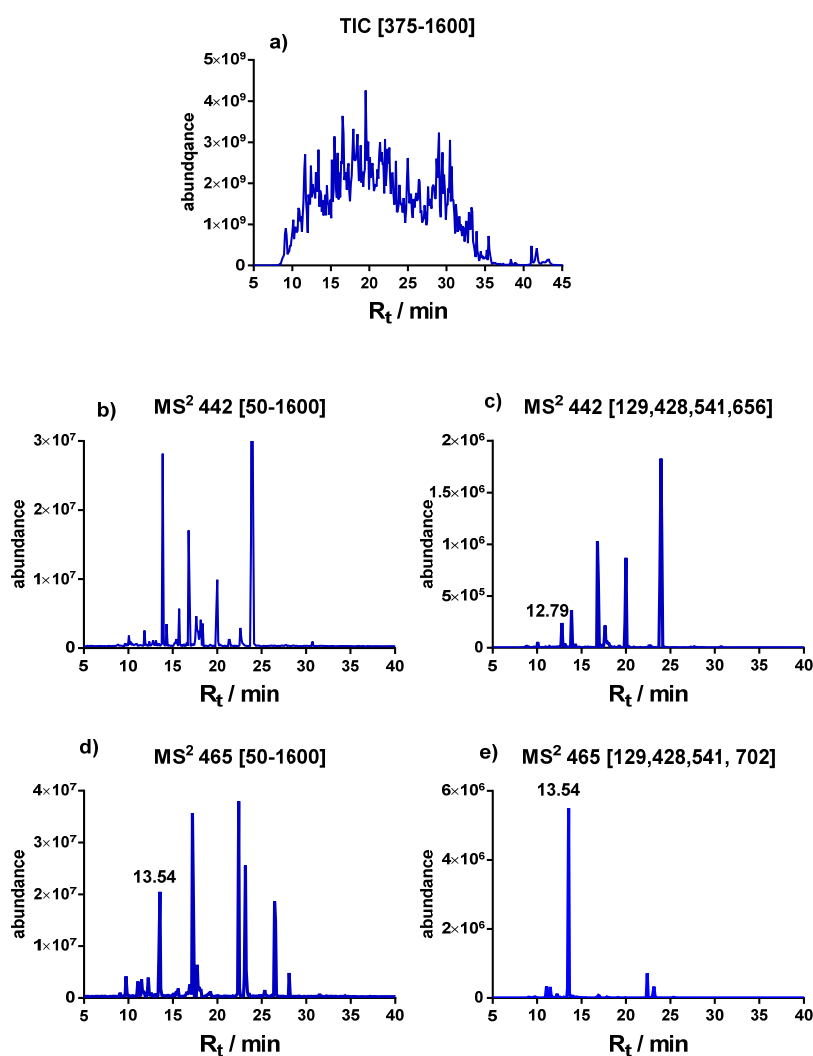 TIC [375-1600]
a)
5×10⁹
4×10⁹
3×10⁹
2×10⁹
1×10⁹
0
abundqance
5 10 15 20 25 30 35 40 45
Rₜ / min
b)
MS² 442 [50-1600]
3×10⁷
2×10⁷
1×10⁷
0
abundance
5 10 15 20 25 30 35 40
Rₜ / min
c)
MS² 442 [129,428,541,656]
2×10⁶
1.5×10⁶
1×10⁶
5×10⁵
0
abundance
12.79
5 10 15 20 25 30 35 40
Rₜ / min
d)
MS² 465 [50-1600]
4×10⁷
3×10⁷
2×10⁷
1×10⁷
0
abundance
13.54
5 10 15 20 25 30 35 40
Rₜ / min
e)
MS² 465 [129,428,541, 702]
13.54
6×10⁶
4×10⁶
2×10⁶
0
abundance
5 10 15 20 25 30 35 40
Rₜ / min